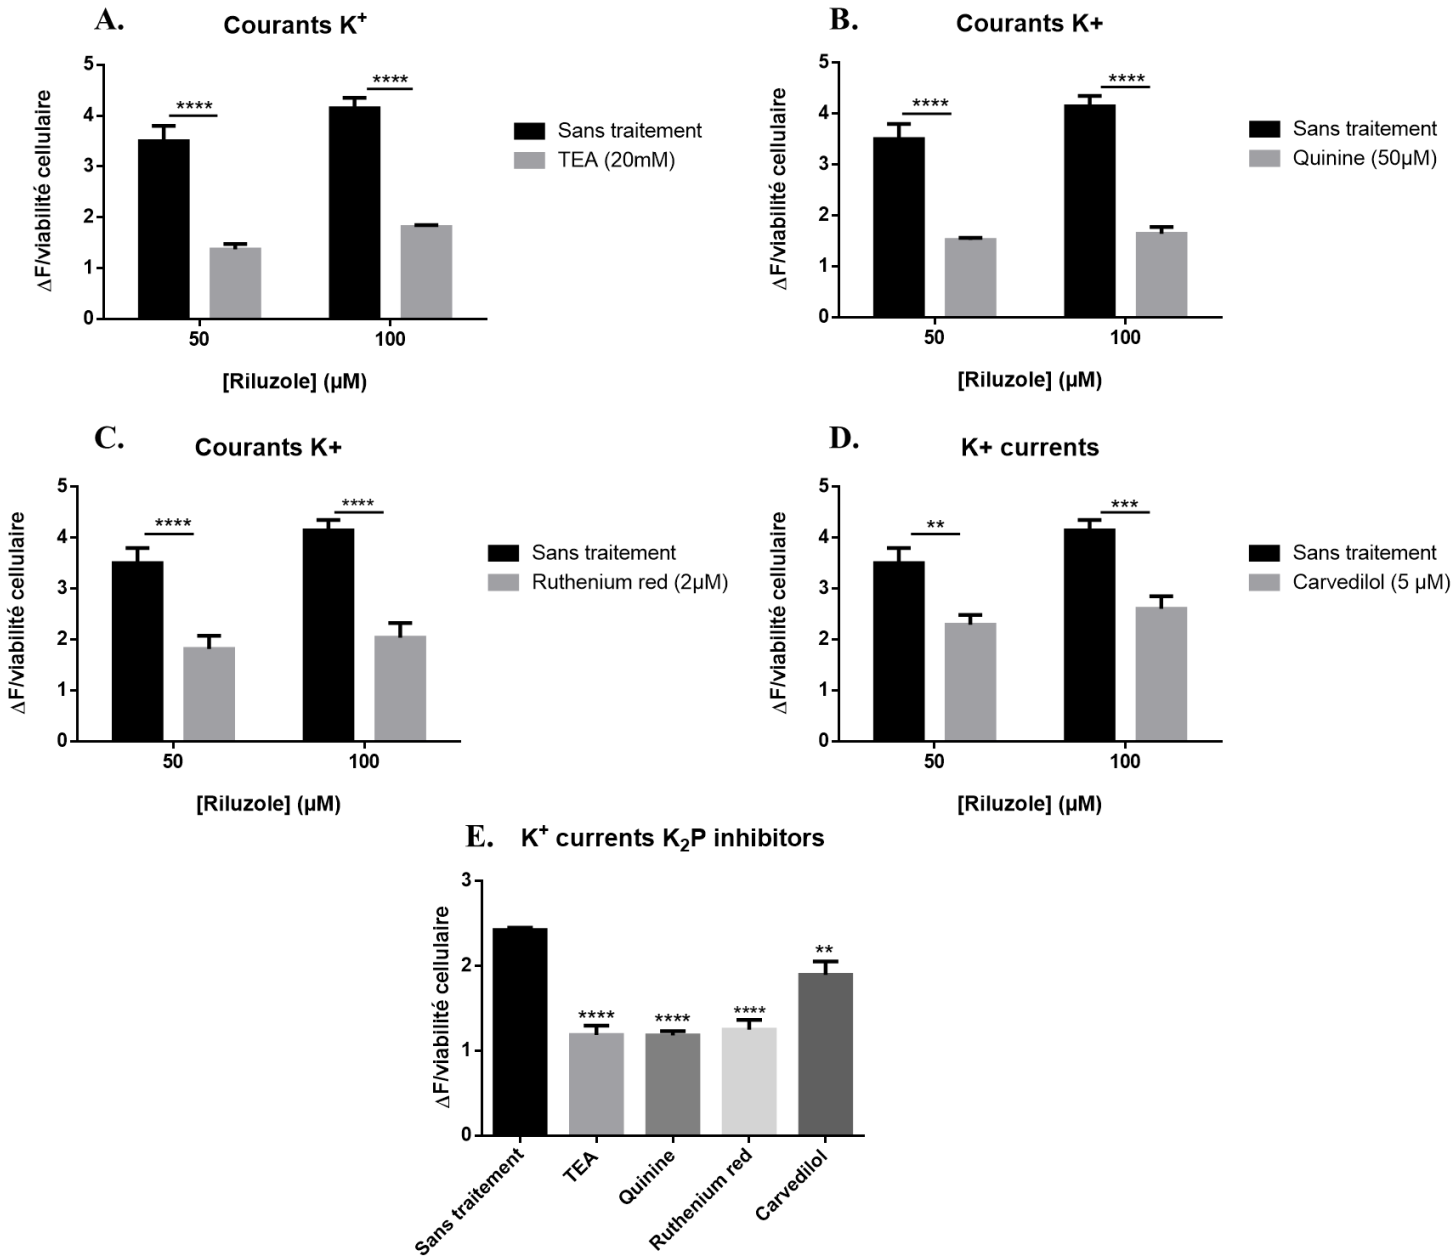 A.
Courants K⁺
ΔF/viabilité cellulaire
5
4
3
2
1
0
****
****
50
100
[Riluzole] (µM)
Sans traitement
TEA (20mM)
B.
Courants K+
ΔF/viabilité cellulaire
5
4
3
2
1
0
****
****
50
100
[Riluzole] (µM)
Sans traitement
Quinine (50µM)
C.
Courants K+
ΔF/viabilité cellulaire
5
4
3
2
1
0
****
****
50
100
[Riluzole] (µM)
Sans traitement
Ruthenium red (2µM)
D.
K+ currents
ΔF/viabilité cellulaire
5
4
3
2
1
0
**
***
50
100
[Riluzole] (µM)
Sans traitement
Carvedilol (5 µM)
E. K⁺ currents K₂P inhibitors
ΔF/viabilité cellulaire
3
2
1
0
****
****
****
**
Sans traitement
TEA
Quinine
Ruthenium red
Carvedilol